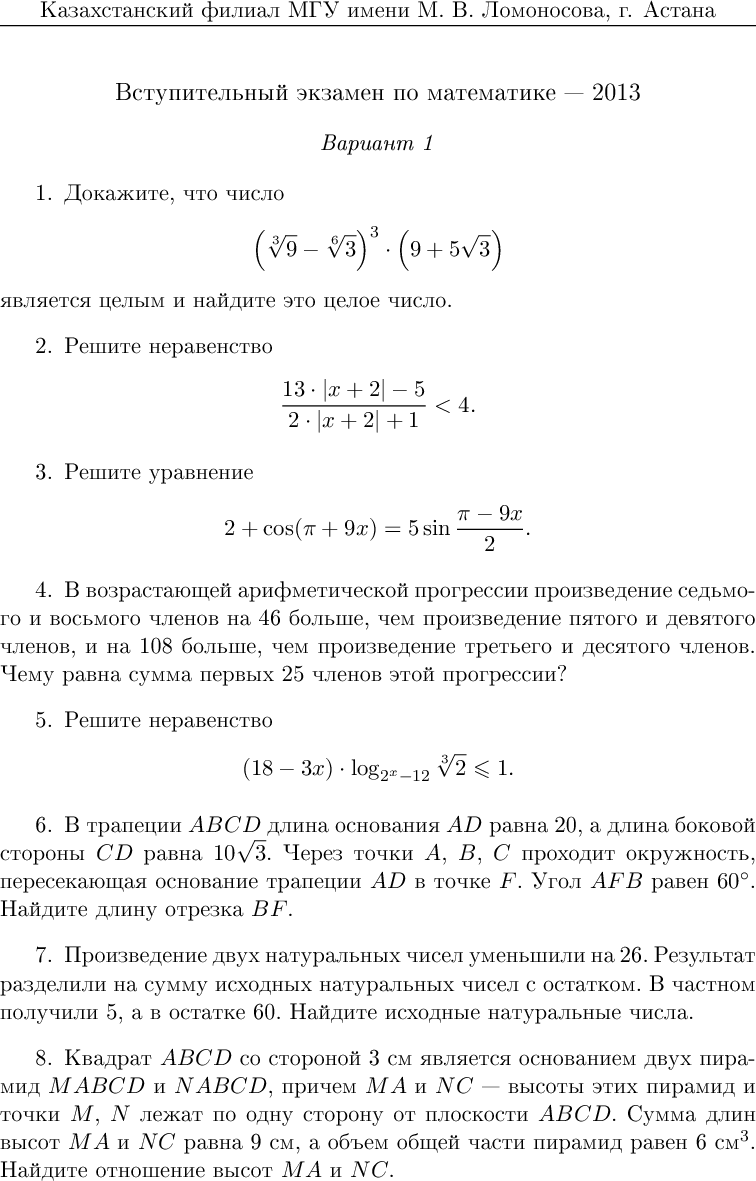 Казахстанский филиал МГУ имени М. В. Ломоносова, г. Астана
Вступительный экзамен по математике — 2013
Вариант 1
1. Докажите, что число
$\left(\sqrt[3]{9} - \sqrt[6]{3}\right)^3 \cdot \left(9 + 5\sqrt{3}\right)$
является целым и найдите это целое число.
2. Решите неравенство
$\frac{13 \cdot |x + 2| - 5}{2 \cdot |x + 2| + 1} < 4.$
3. Решите уравнение
$2 + \cos(\pi + 9x) = 5 \sin \frac{\pi - 9x}{2}.$
4. В возрастающей арифметической прогрессии произведение седьмо-
го и восьмого членов на 46 больше, чем произведение пятого и девятого
членов, и на 108 больше, чем произведение третьего и десятого членов.
Чему равна сумма первых 25 членов этой прогрессии?
5. Решите неравенство
$(18 - 3x) \cdot \log_{2^x - 12} \sqrt[3]{2} \leqslant 1.$
6. В трапеции $ABCD$ длина основания $AD$ равна 20, а длина боковой
стороны $CD$ равна $10\sqrt{3}$. Через точки $A$, $B$, $C$ проходит окружность,
пересекающая основание трапеции $AD$ в точке $F$. Угол $AFB$ равен 60°.
Найдите длину отрезка $BF$.
7. Произведение двух натуральных чисел уменьшили на 26. Результат
разделили на сумму исходных натуральных чисел с остатком. В частном
получили 5, а в остатке 60. Найдите исходные натуральные числа.
8. Квадрат $ABCD$ со стороной 3 см является основанием двух пира-
мид $MABCD$ и $NABCD$, причем $MA$ и $NC$ — высоты этих пирамид и
точки $M$, $N$ лежат по одну сторону от плоскости $ABCD$. Сумма длин
высот $MA$ и $NC$ равна 9 см, а объем общей части пирамид равен 6 см³.
Найдите отношение высот $MA$ и $NC$.